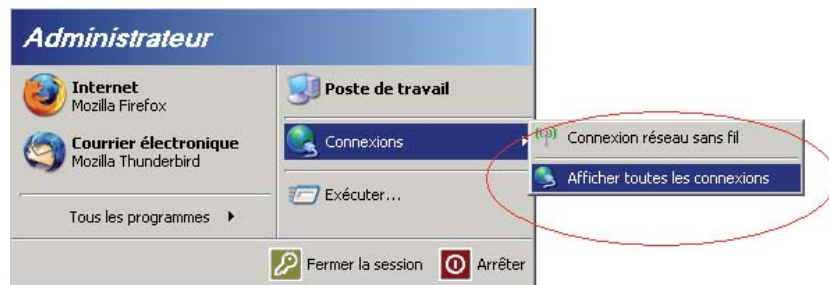 Administrateur
Internet
Mozilla Firefox
Courrier électronique
Mozilla Thunderbird
Tous les programmes
Poste de travail
Connexions
Exécuter...
Connexion réseau sans fil
Afficher toutes les connexions
Fermer la session
Arrêter